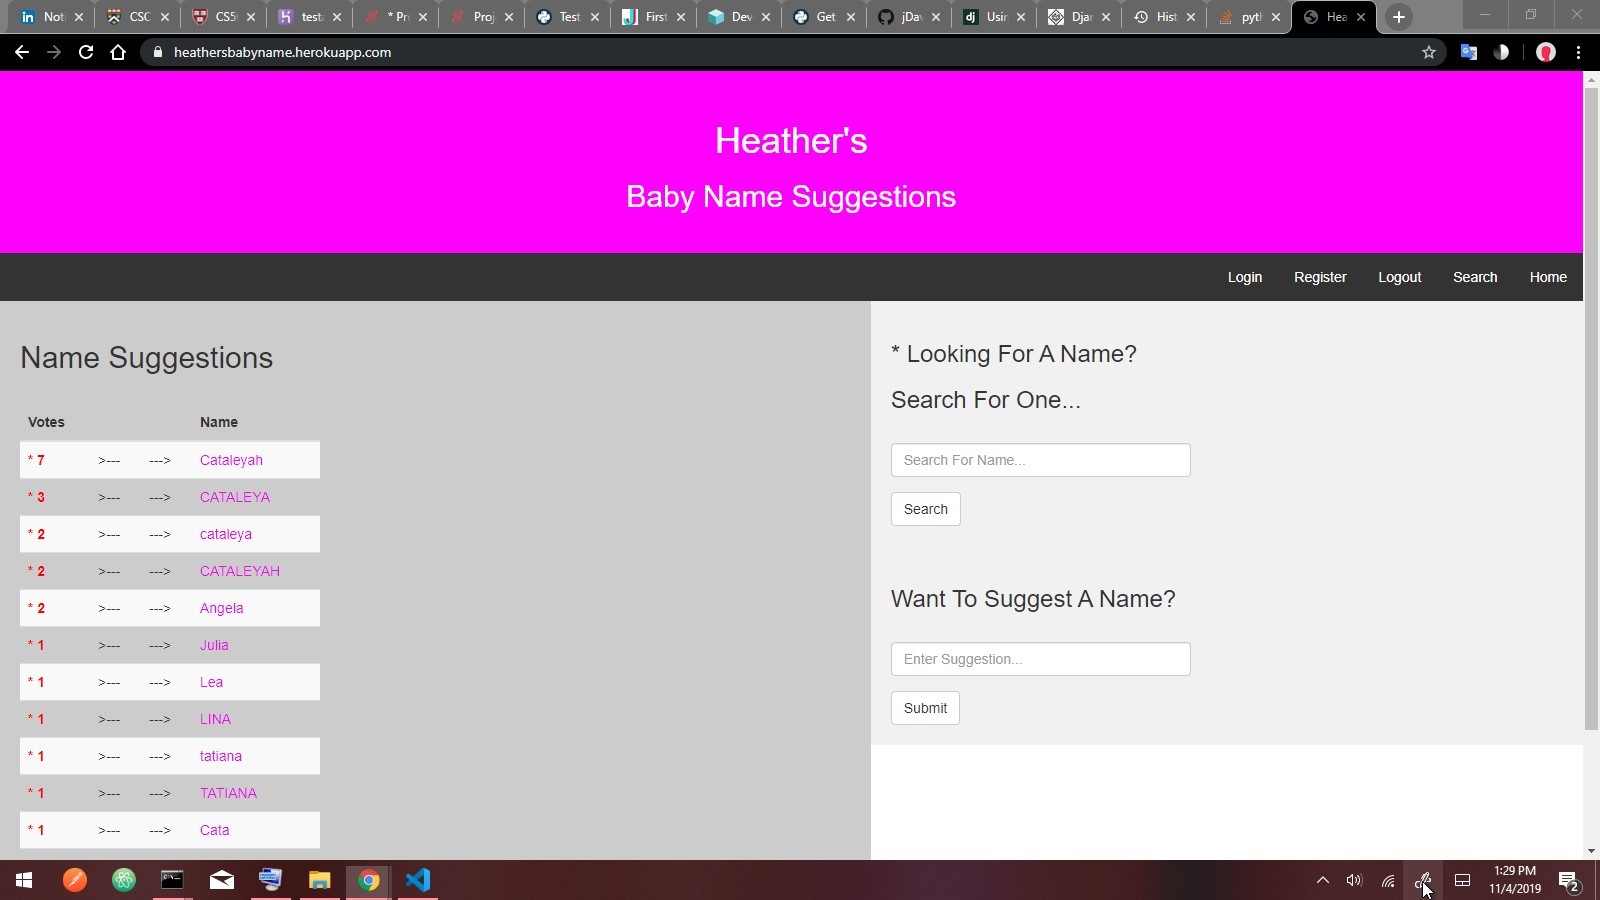 Noti
CSC
CS5
test
* Pr
Proj
Test
First
Dev
Get
jDav
Usin
Djar
Hist
pyth
Hea
heathersbabyname.herokuapp.com
Heather's
Baby Name Suggestions
Login Register Logout Search Home
Name Suggestions
Votes Name
* 7 >--- ---> Cataleyah
* 3 >--- ---> CATALEYA
* 2 >--- ---> cataleya
* 2 >--- ---> CATALEYAH
* 2 >--- ---> Angela
* 1 >--- ---> Julia
* 1 >--- ---> Lea
* 1 >--- ---> LINA
* 1 >--- ---> tatiana
* 1 >--- ---> TATIANA
* 1 >--- ---> Cata
* Looking For A Name?
Search For One...
Search For Name...
Search
Want To Suggest A Name?
Enter Suggestion...
Submit
1:29 PM
11/4/2019
2